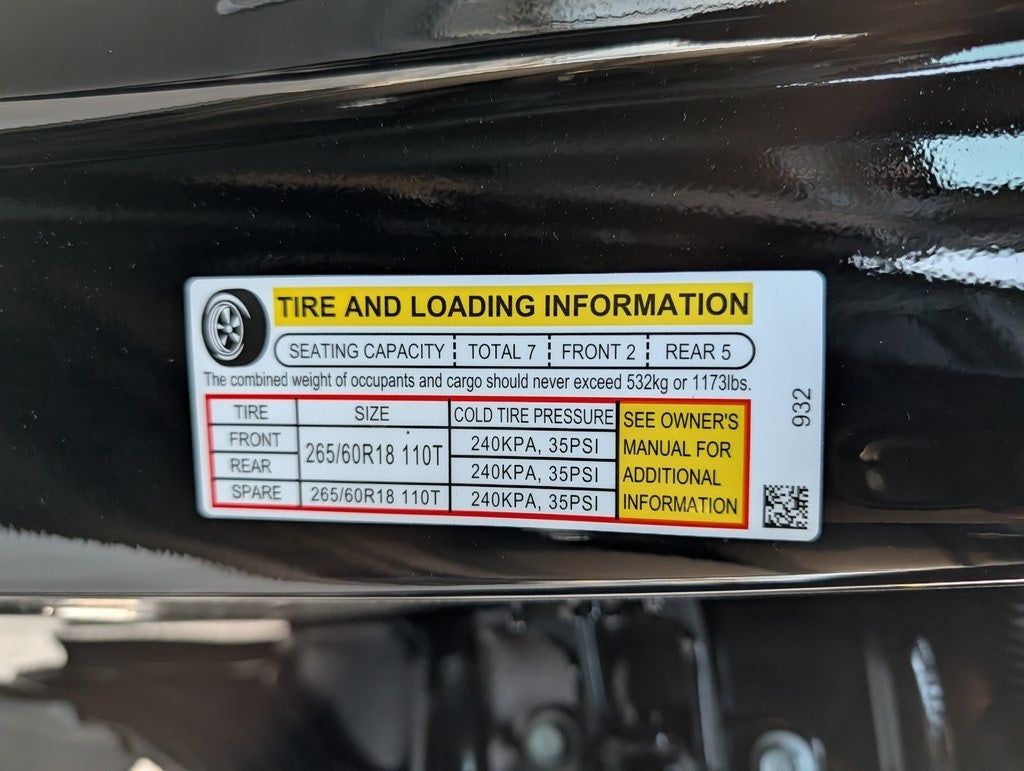 TIRE AND LOADING INFORMATION
SEATING CAPACITY TOTAL 7 FRONT 2 REAR 5
The combined weight of occupants and cargo should never exceed 532kg or 1173lbs.
TIRE SIZE COLD TIRE PRESSURE
FRONT 265/60R18 110T 240KPA, 35PSI
REAR 240KPA, 35PSI
SPARE 265/60R18 110T 240KPA, 35PSI
SEE OWNER'S
MANUAL FOR
ADDITIONAL
INFORMATION
932